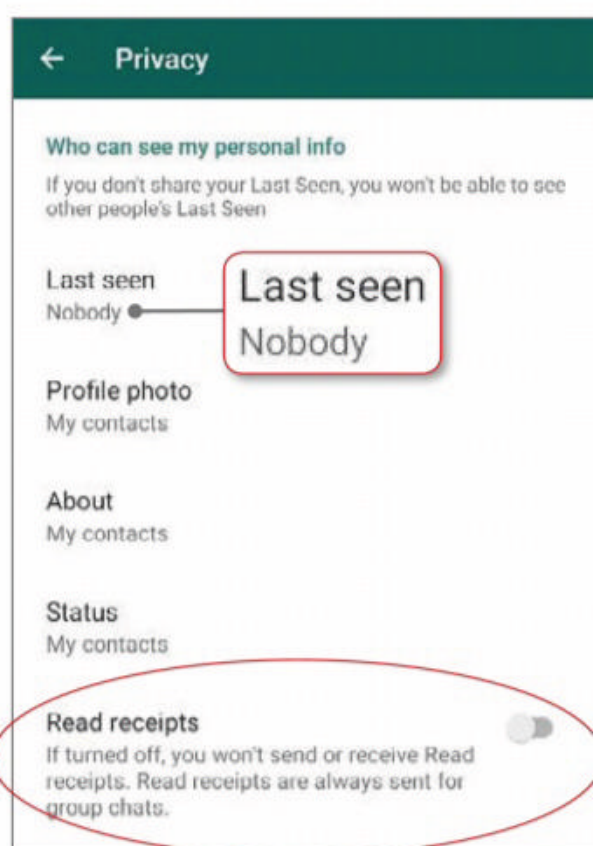 Privacy
Who can see my personal info
If you don't share your Last Seen, you won't be able to see
other people's Last Seen
Last seen
Nobody
Last seen
Nobody
Profile photo
My contacts
About
My contacts
Status
My contacts
Read receipts
If turned off, you won't send or receive Read
receipts. Read receipts are always sent for
group chats.